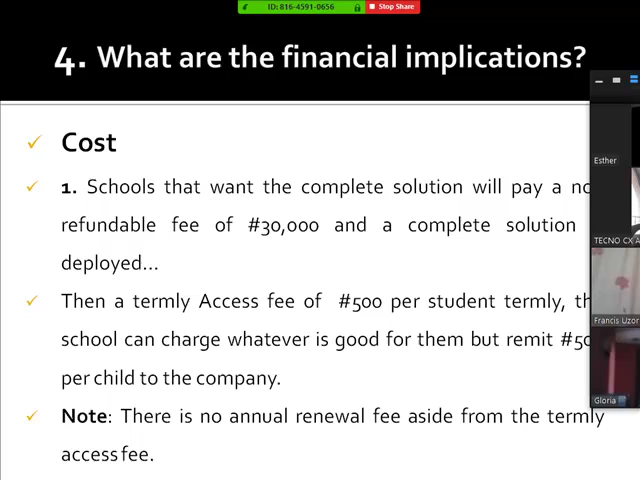 ID: 816-4591-0656 Stop Share
4. What are the financial implications?
Cost
1. Schools that want the complete solution will pay a no
refundable fee of #30,000 and a complete solution
deployed...
Then a termly Access fee of #500 per student termly, th
school can charge whatever is good for them but remit #50
per child to the company.
Note: There is no annual renewal fee aside from the termly
access fee.
Esther
TECNO CX A
Francis Uzor
Gloria